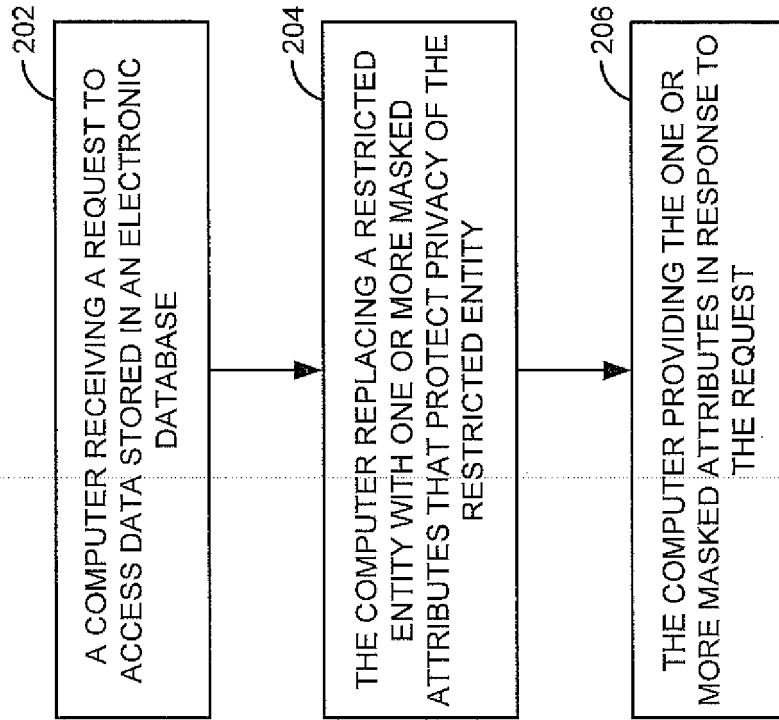 202
A COMPUTER RECEIVING A REQUEST TO
ACCESS DATA STORED IN AN ELECTRONIC
DATABASE
204
THE COMPUTER REPLACING A RESTRICTED
ENTITY WITH ONE OR MORE MASKED
ATTRIBUTES THAT PROTECT PRIVACY OF THE
RESTRICTED ENTITY
206
THE COMPUTER PROVIDING THE ONE OR
MORE MASKED ATTRIBUTES IN RESPONSE TO
THE REQUEST